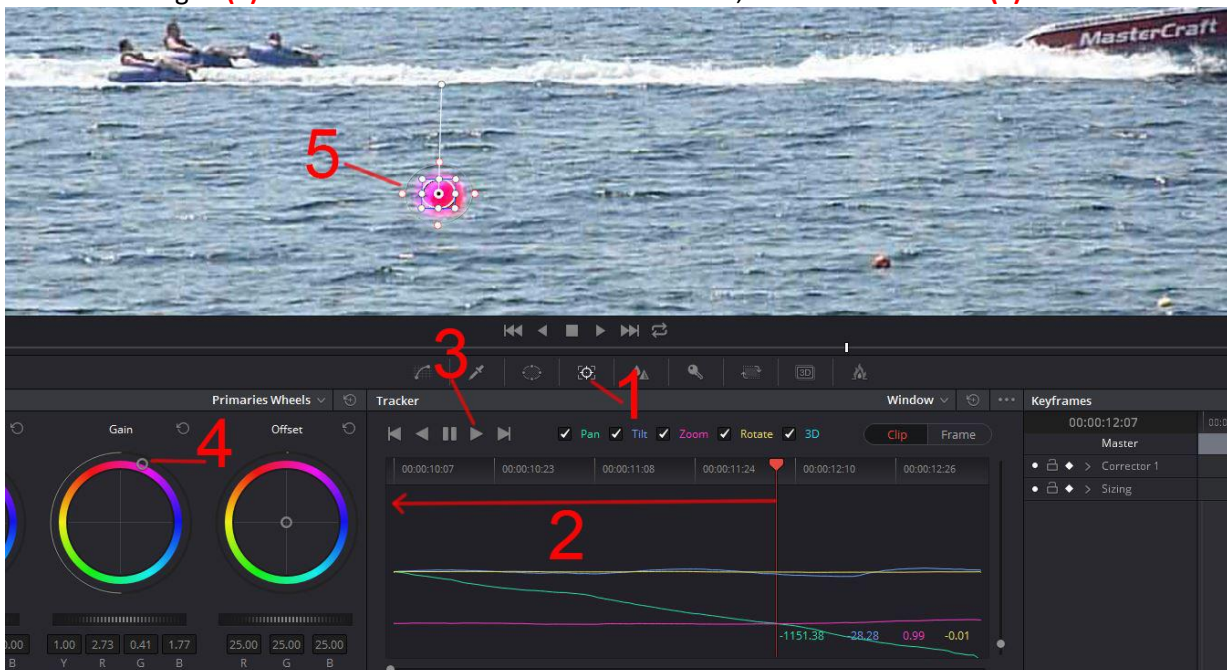 MasterCraft
5
3
1
Primaries Wheels
Tracker
Window
Keyframes
Gain
4
Offset
Pan
Tilt
Zoom
Rotate
3D
Clip
Frame
00:00:12:07
Master
00:00:10:07
00:00:10:23
00:00:11:08
00:00:11:24
00:00:12:10
00:00:12:26
Corrector 1
Sizing
2
-1151.38 -28.28 0.99 -0.01
1.00 2.73 0.41 1.77 25.00 25.00 25.00
B Y R G B R G B